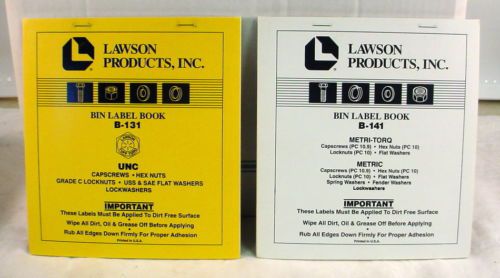 LAWSON
PRODUCTS, INC.
BIN LABEL BOOK
B-131
UNC
CAPSCREWS • HEX NUTS
GRADE C LOCKNUTS • USS & SAE FLAT WASHERS
LOCKWASHERS
IMPORTANT
These Labels Must Be Applied To Dirt Free Surface
Wipe All Dirt, Oil & Grease Off Before Applying
Rub All Edges Down Firmly For Proper Adhesion
Printed in U.S.A.
LAWSON
PRODUCTS, INC.
BIN LABEL BOOK
B-141
METRI-TORQ
Capscrews (PC 10.9) • Hex Nuts (PC 10)
Locknuts (PC 10) • Flat Washers
METRIC
Capscrews (PC 10.9) • Hex Nuts (PC 10)
Locknuts (PC 10) • Flat Washers
Spring Washers • Fender Washers
Lockwashers
IMPORTANT
These Labels Must Be Applied To Dirt Free Surface
Wipe All Dirt, Oil & Grease Off Before Applying
Rub All Edges Down Firmly For Proper Adhesion
Printed in U.S.A.